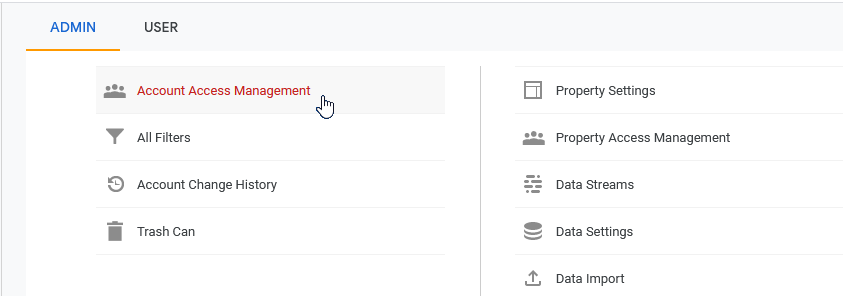 ADMIN
USER
Account Access Management
All Filters
Account Change History
Trash Can
Property Settings
Property Access Management
Data Streams
Data Settings
Data Import